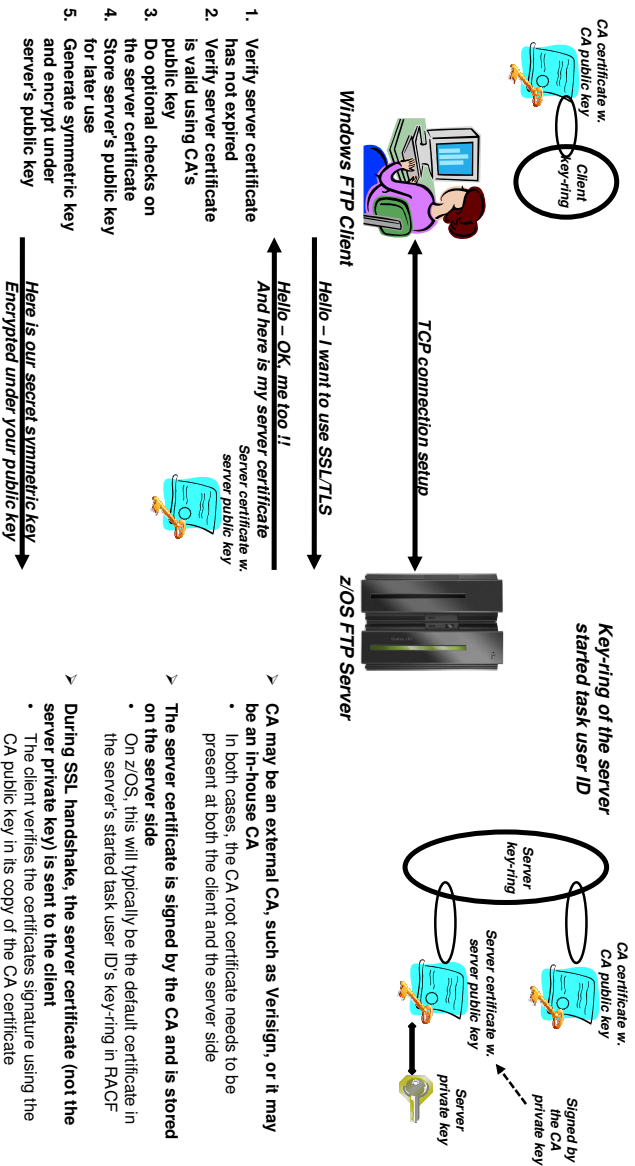 CA certificate w.
CA public key
Client
key-ring
Windows FTP Client
TCP connection setup
z/OS FTP Server
Key-ring of the server
started task user ID
Server
key-ring
CA certificate w.
CA public key
Server certificate w.
server public key
Signed by
the CA
private key
Server
private key
Hello – I want to use SSL/TLS
Hello – OK, me too !!
And here is my server certificate
Server certificate w.
server public key
1. Verify server certificate
has not expired
2. Verify server certificate
is valid using CA's
public key
3. Do optional checks on
the server certificate
4. Store server's public key
for later use
5. Generate symmetric key
and encrypt under
server's public key
Here is our secret symmetric key
Encrypted under your public key
➢ CA may be an external CA, such as Verisign, or it may
be an in-house CA
• In both cases, the CA root certificate needs to be
present at both the client and the server side
➢ The server certificate is signed by the CA and is stored
on the server side
• On z/OS, this will typically be the default certificate in
the server's started task user ID's key-ring in RACF
➢ During SSL handshake, the server certificate (not the
server private key) is sent to the client
• The client verifies the certificates signature using the
CA public key in its copy of the CA certificate